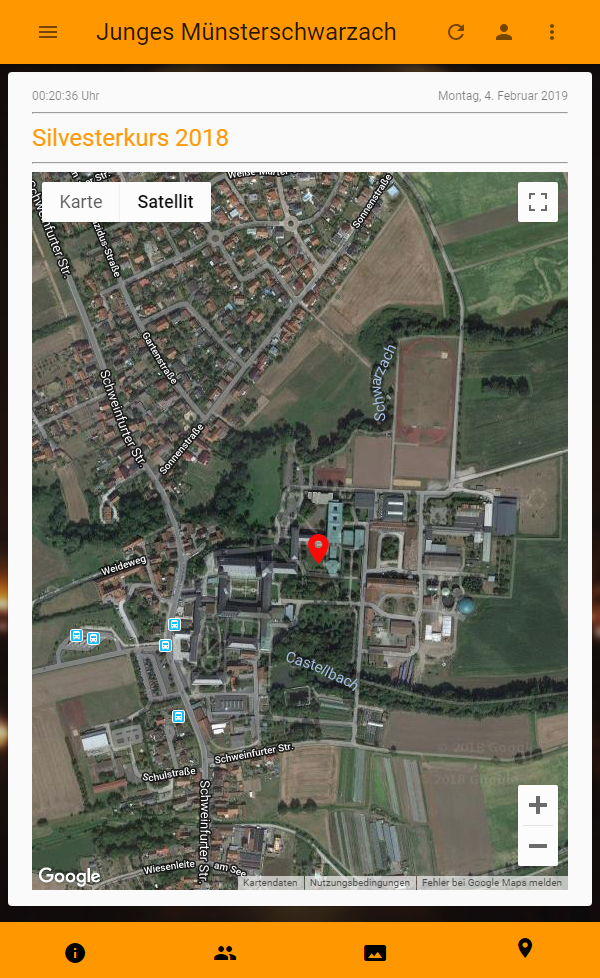 Junges Münsterschwarzach
00:20:36 Uhr
Montag, 4. Februar 2019
Silvesterkurs 2018
Karte
Satellit
Schweinfurter Str.
Sonnenstraße
Schwarzach
Gartenstraße
Schweinfurter Str.
Sonnenstraße
Weideweg
Castellbach
Schweinfurter Str.
Schulstraße
Schweinfurter Str.
Wiesenleite
am See
Google
Kartendaten
Nutzungsbedingungen
Fehler bei Google Maps melden